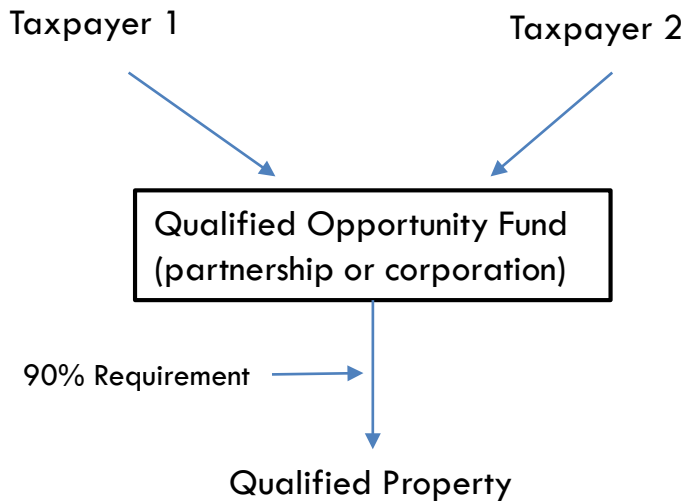 Taxpayer 1
Taxpayer 2
Qualified Opportunity Fund
(partnership or corporation)
90% Requirement
Qualified Property